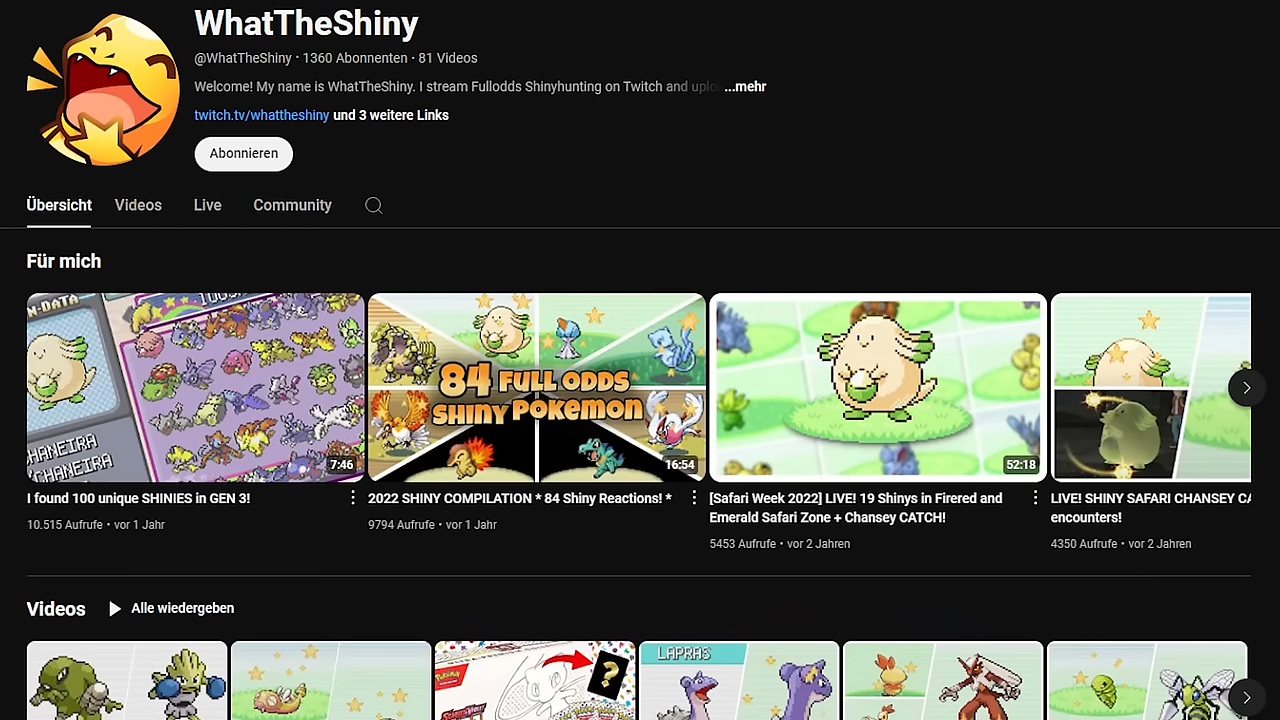 WhatTheShiny
@WhatTheShiny · 1360 Abonnenten · 81 Videos
Welcome! My name is WhatTheShiny. I stream Fullodds Shinyhunting on Twitch and uplo ...mehr
twitch.tv/whattheshiny und 3 weitere Links
Abonnieren
Übersicht Videos Live Community
Für mich
N-DATA
HANEIRA
CHANEIRA
7:46
84 FULL ODDS
SHINY POKEMON
16:54
52:18
I found 100 unique SHINIES in GEN 3!
10.515 Aufrufe • vor 1 Jahr
2022 SHINY COMPILATION * 84 Shiny Reactions! *
9794 Aufrufe • vor 1 Jahr
[Safari Week 2022] LIVE! 19 Shinys in Firered and
Emerald Safari Zone + Chansey CATCH!
5453 Aufrufe • vor 2 Jahren
LIVE! SHINY SAFARI CHANSEY CA
encounters!
4350 Aufrufe • vor 2 Jahren
Videos Alle wiedergeben
POKÉMON
?
LAPRAS